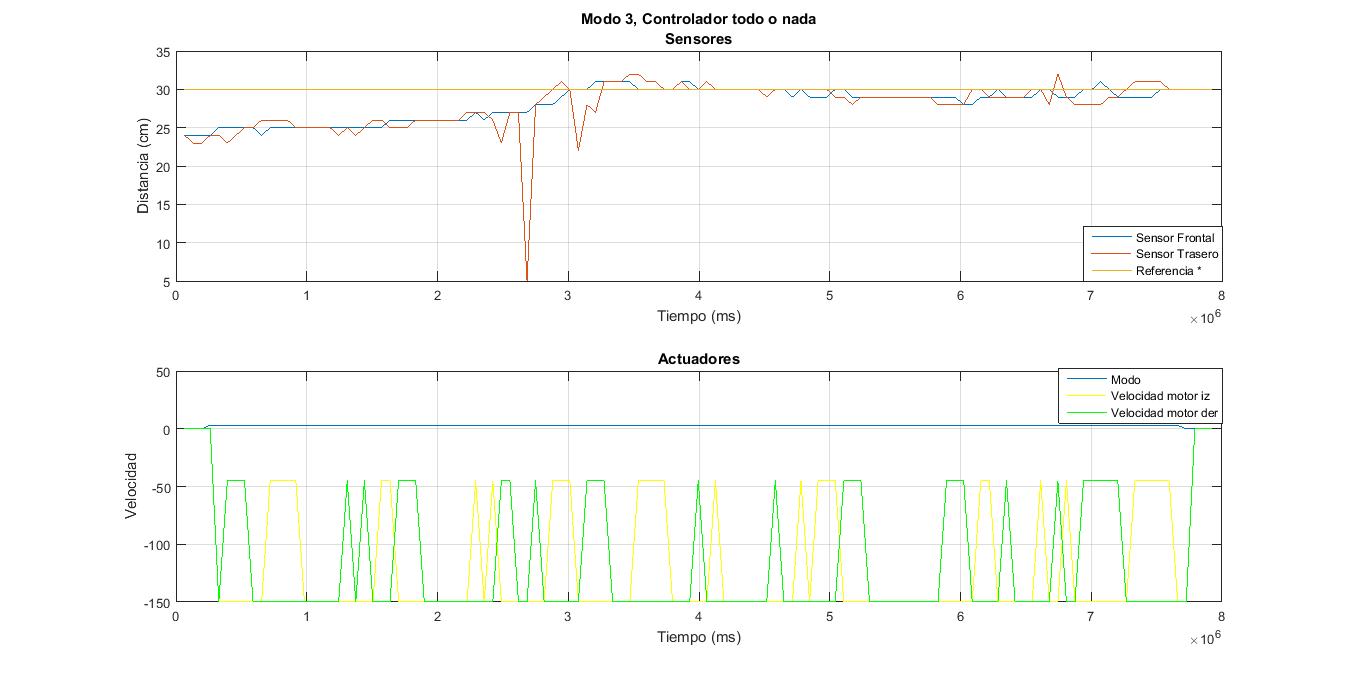 Modo 3, Controlador todo o nada
Sensores
35
30
25
20
15
10
5
Distancia (cm)
0 1 2 3 4 5 6 7 8
Tiempo (ms)
×10^6
Sensor Frontal
Sensor Trasero
Referencia *
Actuadores
50
0
-50
-100
-150
Velocidad
0 1 2 3 4 5 6 7 8
Tiempo (ms)
×10^6
Modo
Velocidad motor iz
Velocidad motor der